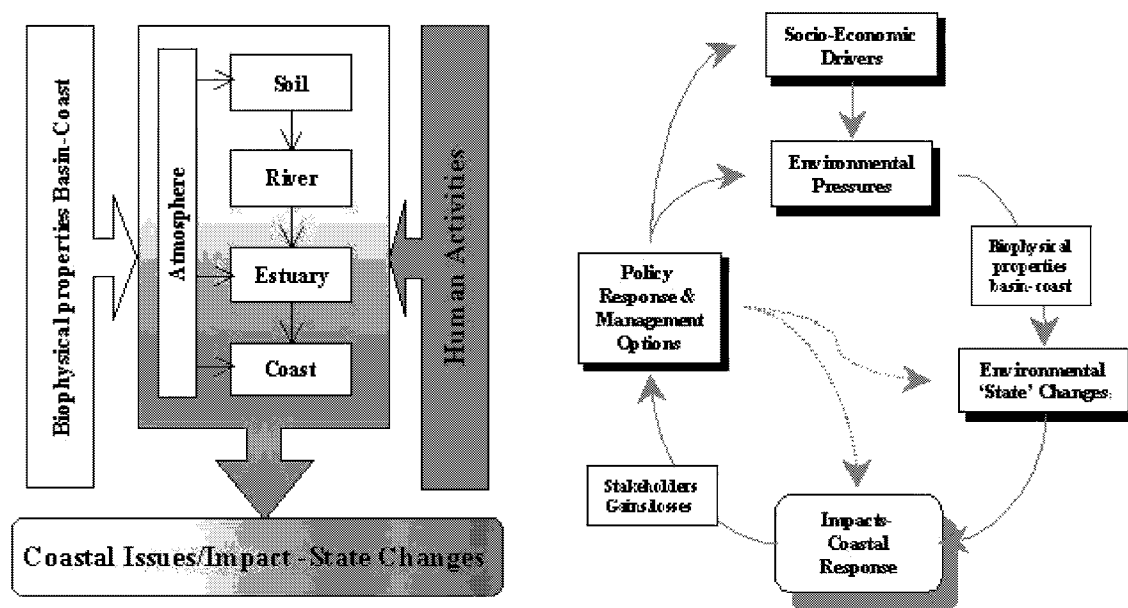 Biophysical properties Basin-Coast
Atmosphere
Soil
River
Estuary
Coast
Human Activities
Coastal Issues/Impact -State Changes
Socio-Economic
Drivers
Environmental
Pressures
Biophysical
properties
basin-coast
Policy
Response &
Management
Options
Environmental
‘State’ Changes
Stakeholders
Gains/losses
Impacts-
Coastal
Response